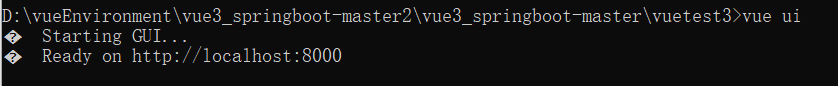 D:\vueEnvironment\vue3_springboot-master2\vue3_springboot-master\vuetest3>vue ui
�  Starting GUI...
�  Ready on http://localhost:8000